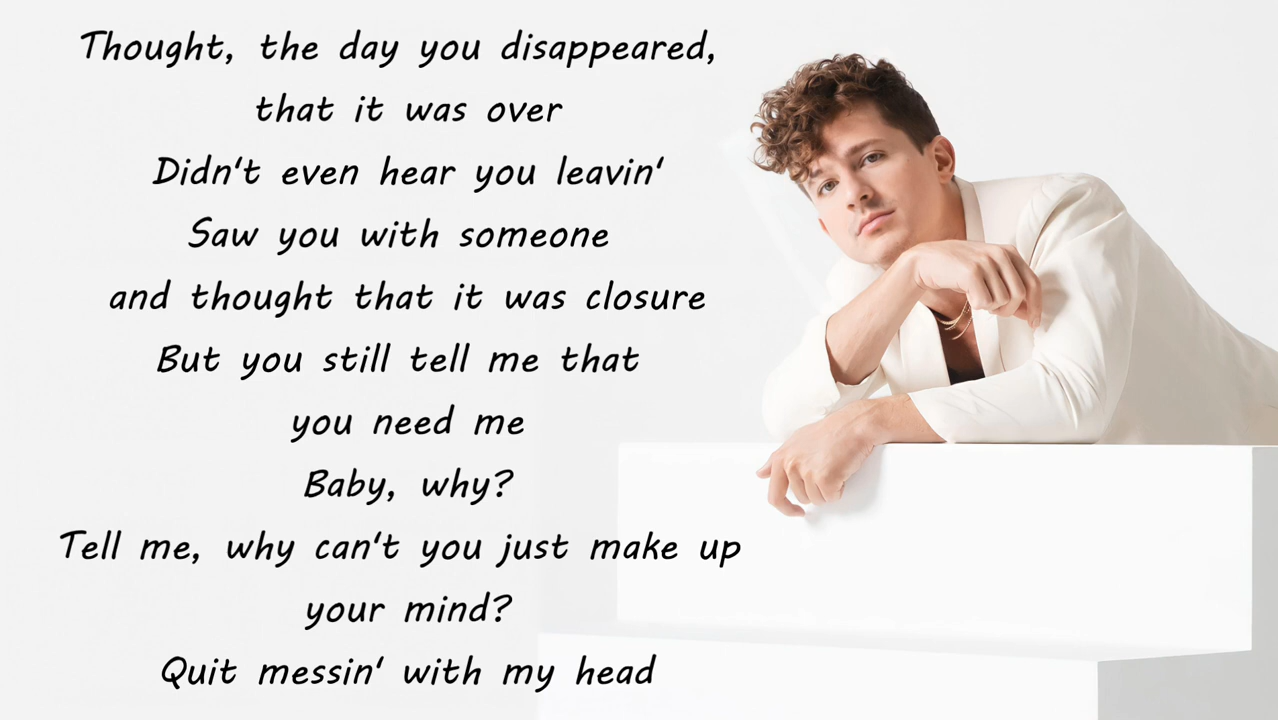 Thought, the day you disappeared,
that it was over
Didn't even hear you leavin'
Saw you with someone
and thought that it was closure
But you still tell me that
you need me
Baby, why?
Tell me, why can't you just make up
your mind?
Quit messin' with my head